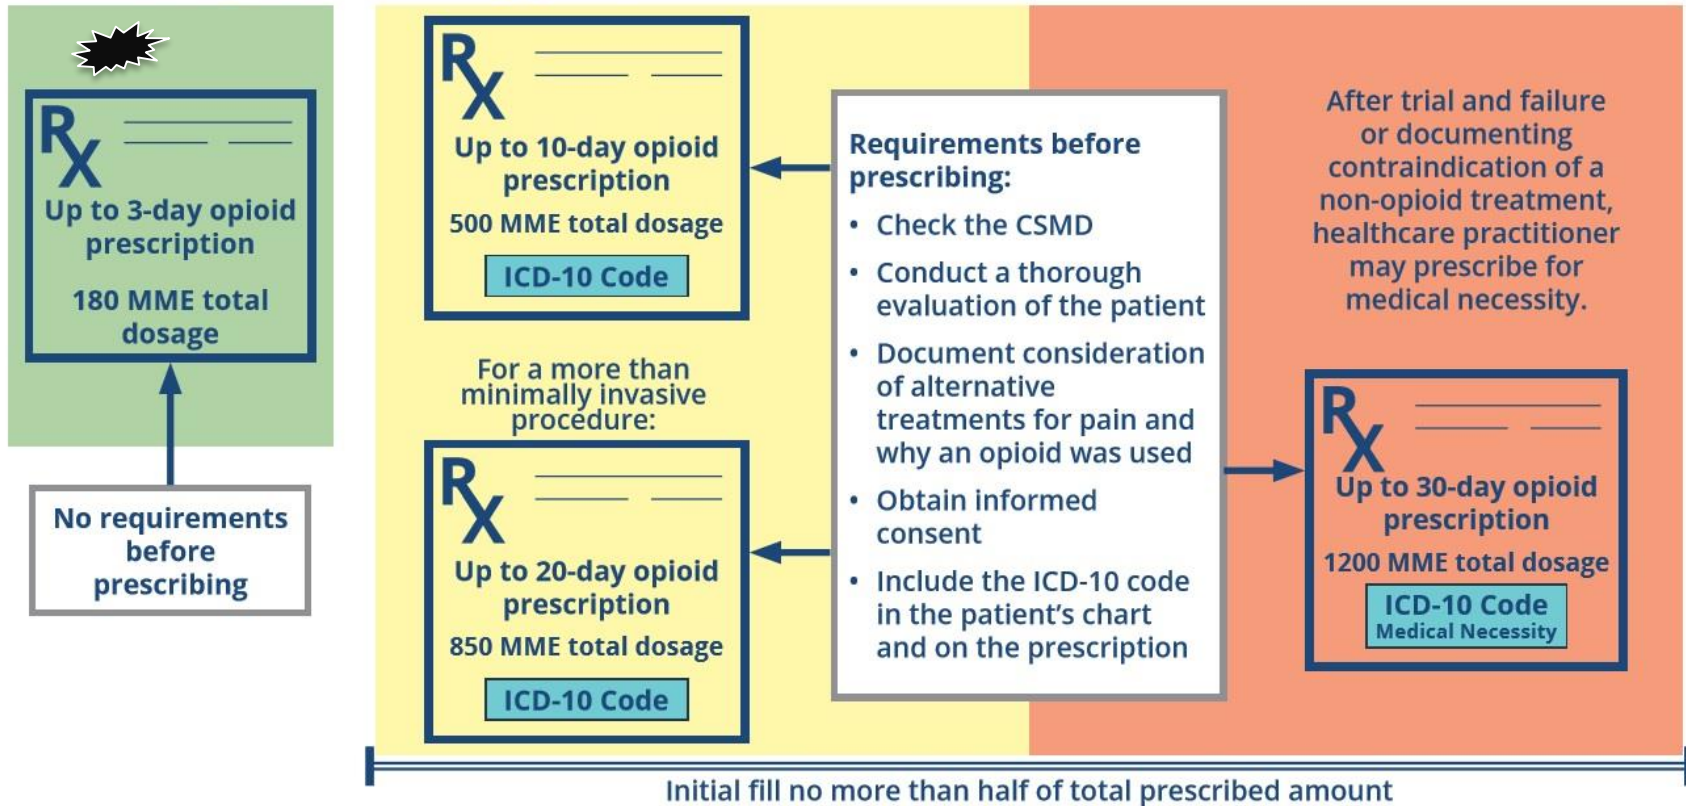 Rx
Up to 3-day opioid
prescription
180 MME total
dosage
No requirements
before
prescribing
Rx
Up to 10-day opioid
prescription
500 MME total dosage
ICD-10 Code
For a more than
minimally invasive
procedure:
Rx
Up to 20-day opioid
prescription
850 MME total dosage
ICD-10 Code
Requirements before
prescribing:
• Check the CSMD
• Conduct a thorough
evaluation of the patient
• Document consideration
of alternative
treatments for pain and
why an opioid was used
• Obtain informed
consent
• Include the ICD-10 code
in the patient's chart
and on the prescription
After trial and failure
or documenting
contraindication of a
non-opioid treatment,
healthcare practitioner
may prescribe for
medical necessity.
Rx
Up to 30-day opioid
prescription
1200 MME total dosage
ICD-10 Code
Medical Necessity
Initial fill no more than half of total prescribed amount